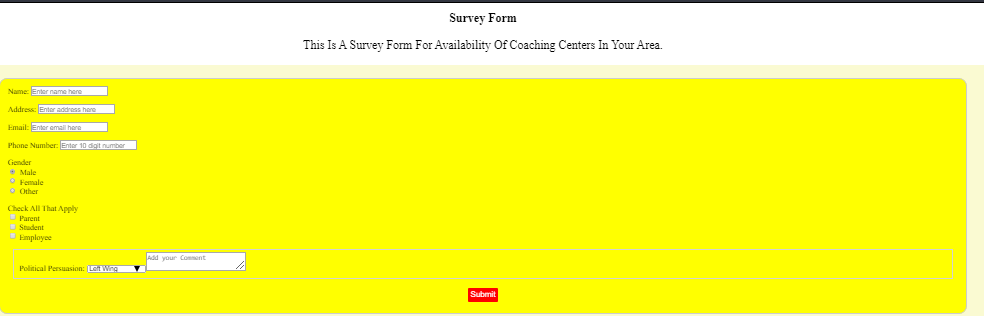 Survey Form
This Is A Survey Form For Availability Of Coaching Centers In Your Area.
Name: Enter name here
Address: Enter address here
Email: Enter email here
Phone Number: Enter 10 digit number
Gender
Male
Female
Other
Check All That Apply
Parent
Student
Employee
Political Persuasion: Left Wing Add your Comment
Submit